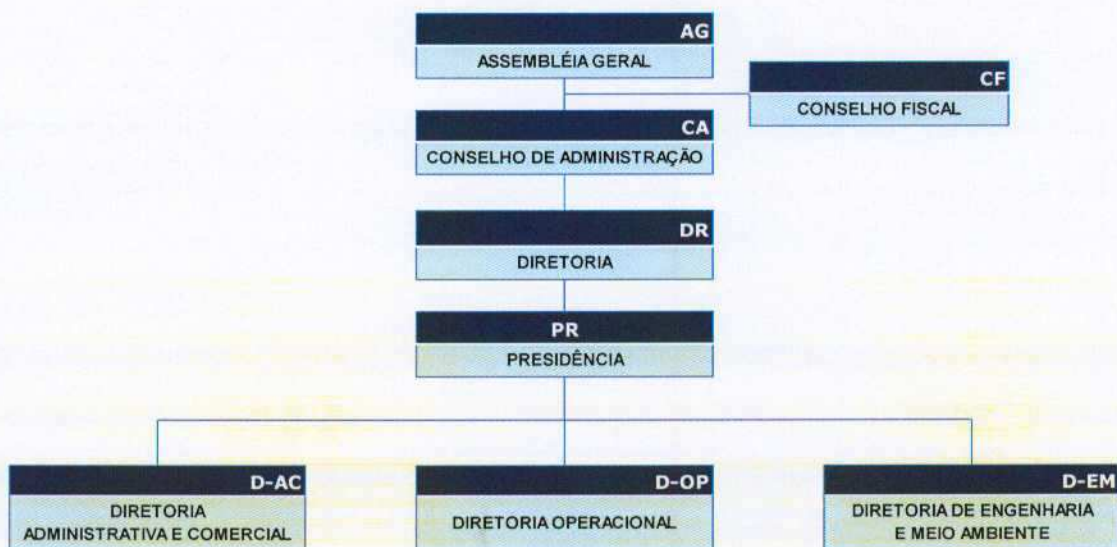 AG
ASSEMBLÉIA GERAL
CF
CONSELHO FISCAL
CA
CONSELHO DE ADMINISTRAÇÃO
DR
DIRETORIA
PR
PRESIDÊNCIA
D-AC
DIRETORIA
ADMINISTRATIVA E COMERCIAL
D-OP
DIRETORIA OPERACIONAL
D-EM
DIRETORIA DE ENGENHARIA
E MEIO AMBIENTE